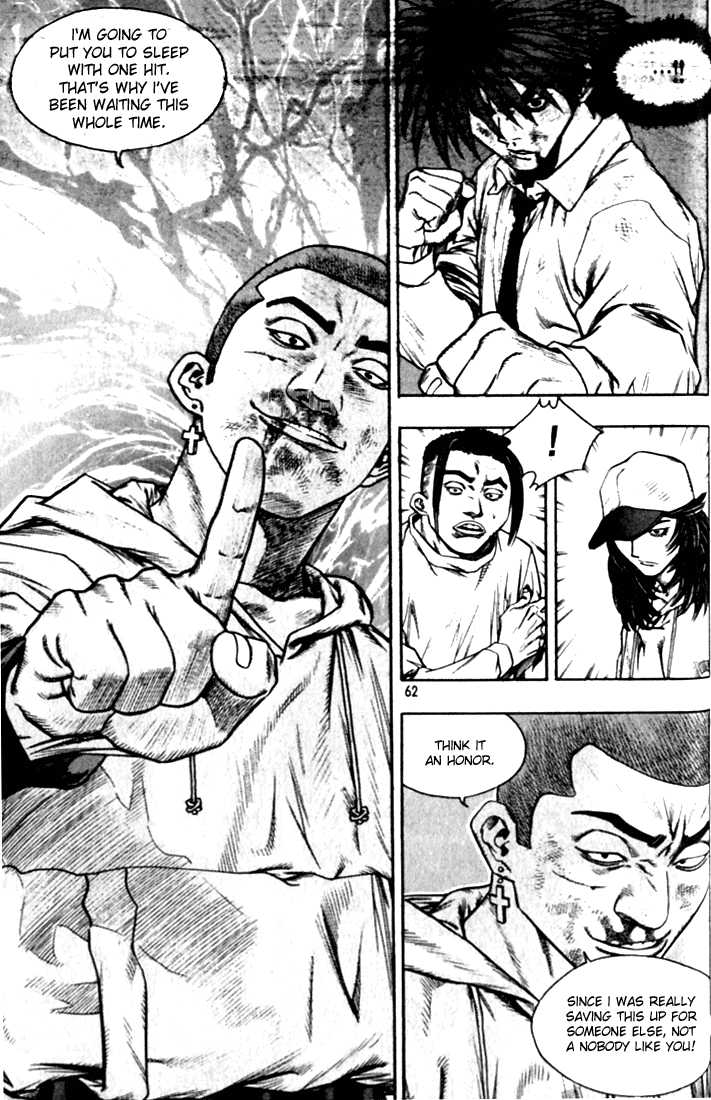 I'M GOING TO
PUT YOU TO SLEEP
WITH ONE HIT.
THAT'S WHY I'VE
BEEN WAITING THIS
WHOLE TIME.
...!!
!
62
THINK IT
AN HONOR.
SINCE I WAS REALLY
SAVING THIS UP FOR
SOMEONE ELSE, NOT
A NOBODY LIKE YOU!